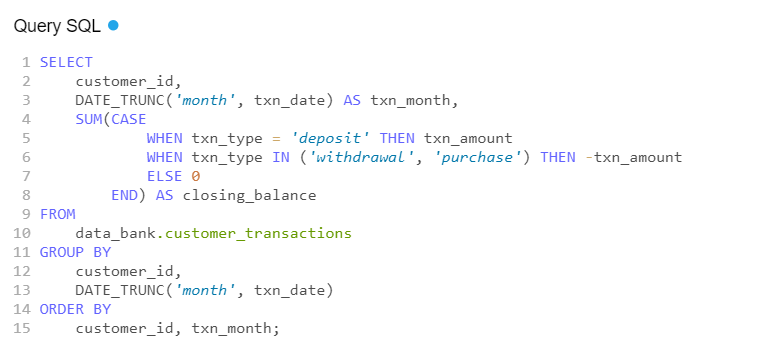 Query SQL
1 SELECT
2 customer_id,
3 DATE_TRUNC('month', txn_date) AS txn_month,
4 SUM(CASE
5 WHEN txn_type = 'deposit' THEN txn_amount
6 WHEN txn_type IN ('withdrawal', 'purchase') THEN -txn_amount
7 ELSE 0
8 END) AS closing_balance
9 FROM
10 data_bank.customer_transactions
11 GROUP BY
12 customer_id,
13 DATE_TRUNC('month', txn_date)
14 ORDER BY
15 customer_id, txn_month;